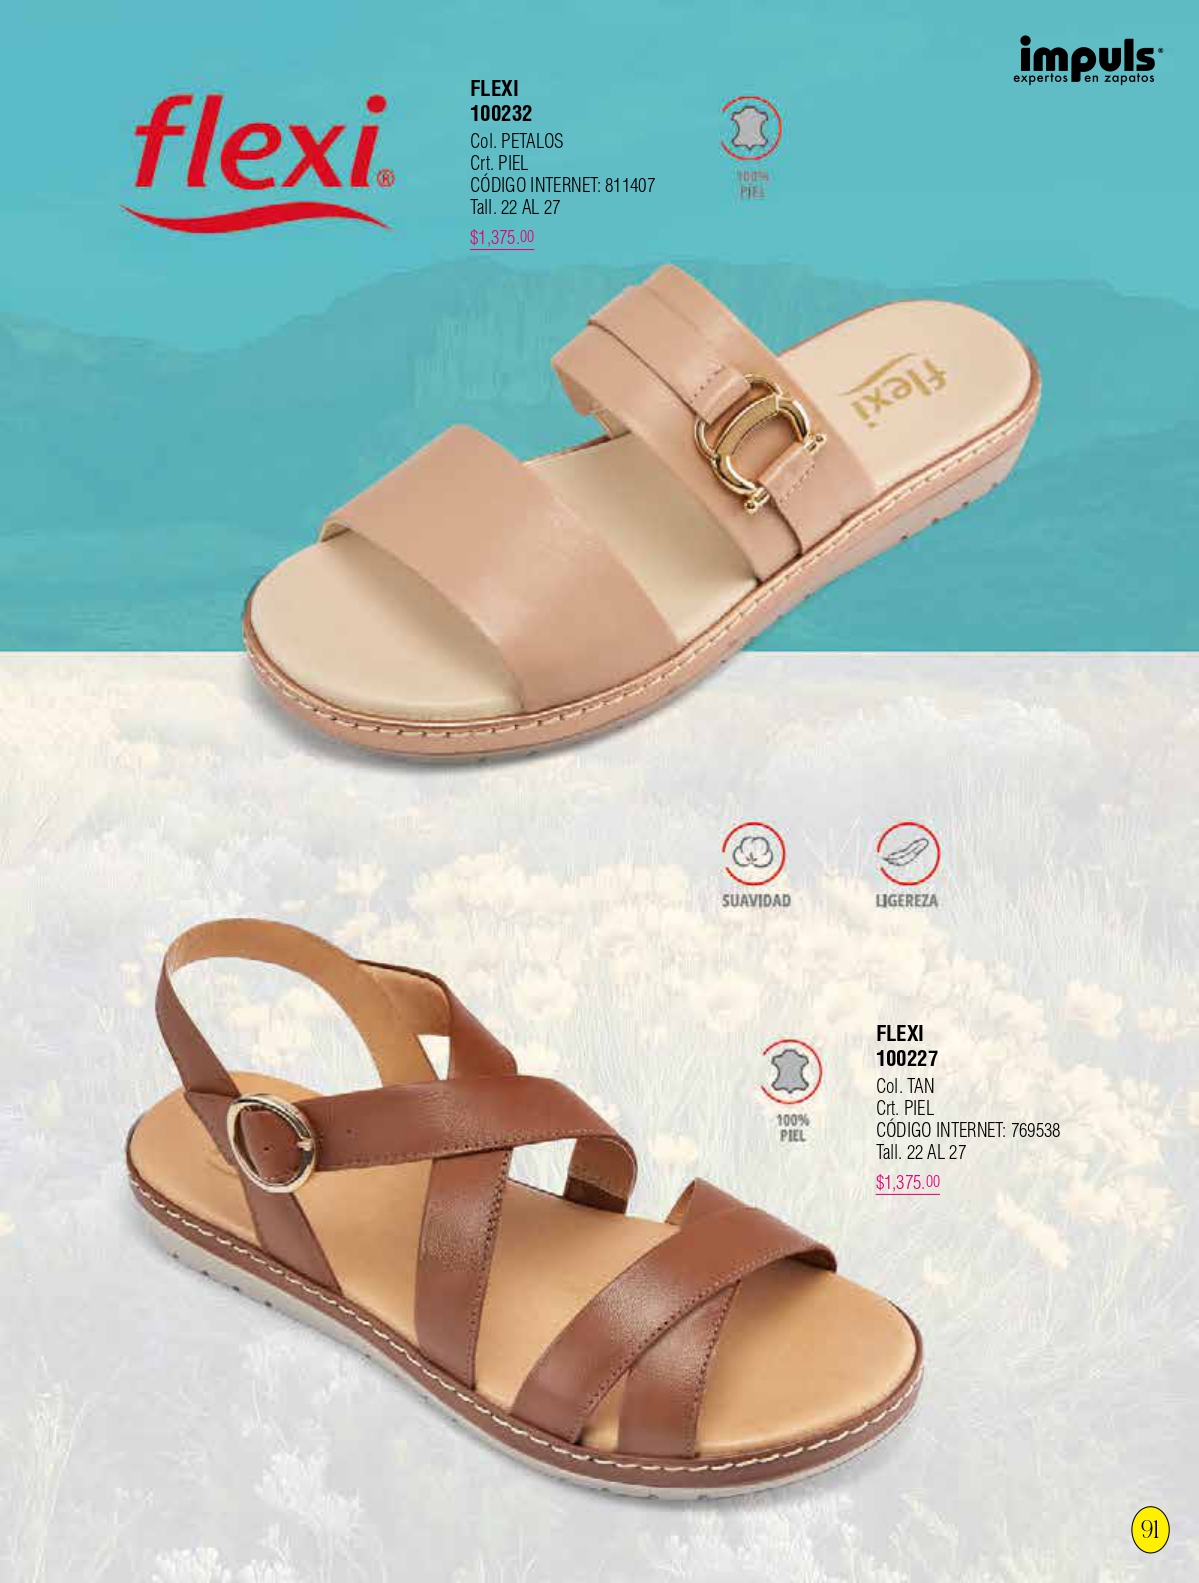 impuls®
expertos en zapatos
flexi®
FLEXI
100232
Col. PETALOS
Crt. PIEL
CÓDIGO INTERNET: 811407
Tall. 22 AL 27
$1,375.00
100%
PIEL
flexi
SUAVIDAD
LIGEREZA
100%
PIEL
FLEXI
100227
Col. TAN
Crt. PIEL
CÓDIGO INTERNET: 769538
Tall. 22 AL 27
$1,375.00
91